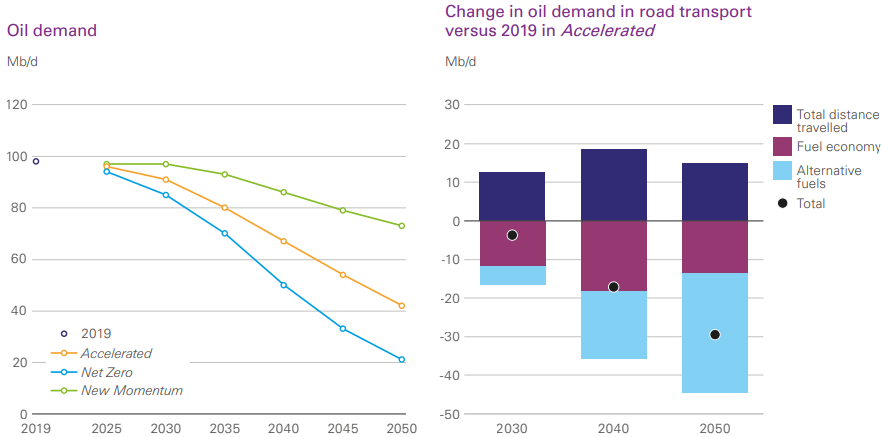 Oil demand
Mb/d
120
100
80
60
40
20
0
2019
Accelerated
Net Zero
New Momentum
2019
2025
2030
2035
2040
2045
2050
Change in oil demand in road transport
versus 2019 in Accelerated
Mb/d
30
20
10
0
-10
-20
-30
-40
-50
2030
2040
2050
Total distance
travelled
Fuel economy
Alternative
fuels
Total